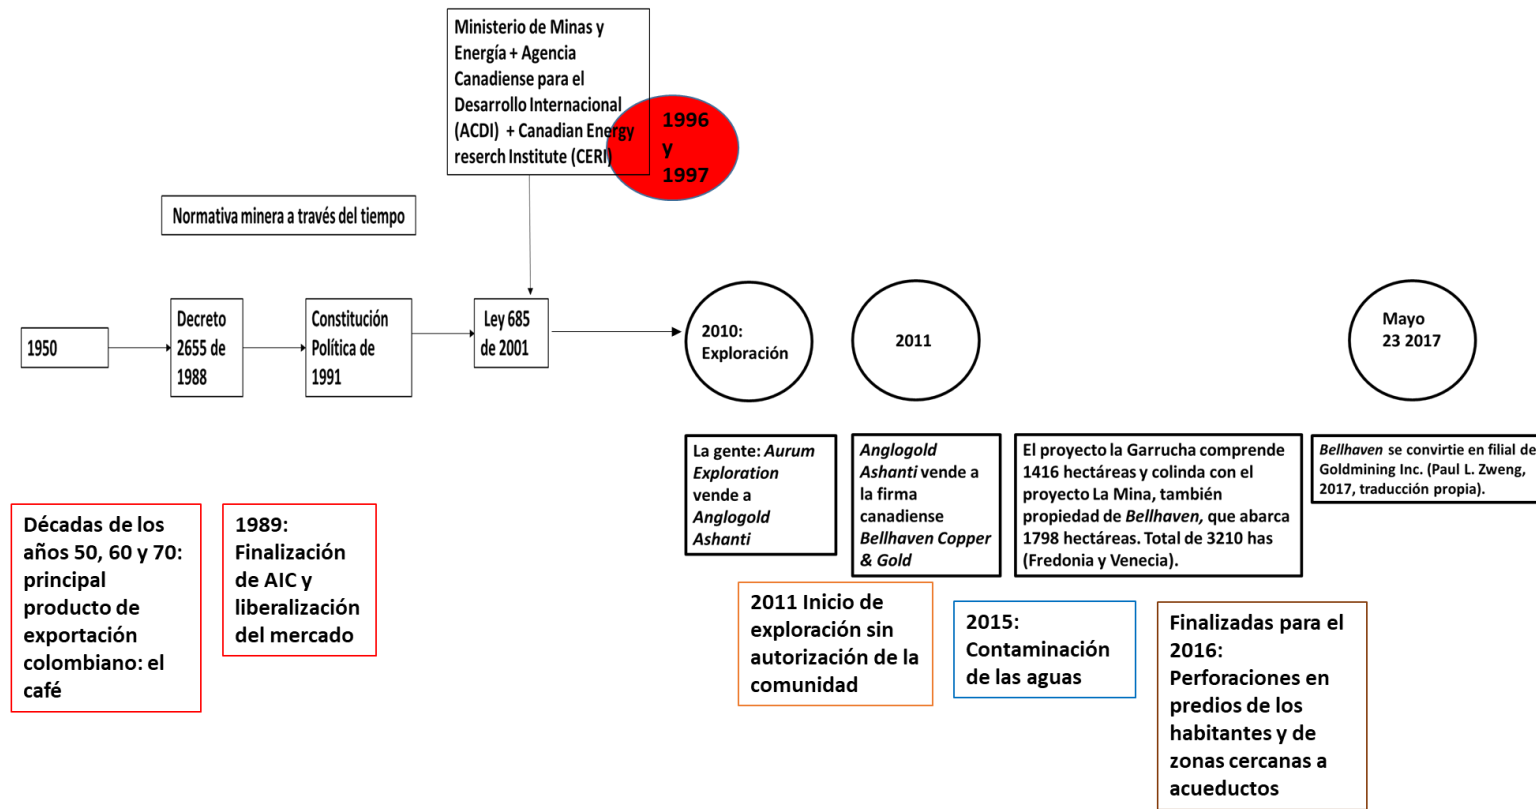 Ministerio de Minas y
Energía + Agencia
Canadiense para el
Desarrollo Internacional
(ACDI)  + Canadian Energy
reserch Institute (CERI)
1996
y
1997
Normativa minera a través del tiempo
1950
Decreto
2655 de
1988
Constitución
Política de
1991
Ley 685
de 2001
2010:
Exploración
2011
Mayo
23 2017
La gente: Aurum
Exploration
vende a
Anglogold
Ashanti
Anglogold
Ashanti vende a
la firma
canadiense
Bellhaven Copper
& Gold
El proyecto la Garrucha comprende
1416 hectáreas y colinda con el
proyecto La Mina, también
propiedad de Bellhaven, que abarca
1798 hectáreas. Total de 3210 has
(Fredonia y Venecia).
Bellhaven se convirtie en filial de
Goldmining Inc. (Paul L. Zweng,
2017, traducción propia).
Décadas de los
años 50, 60 y 70:
principal
producto de
exportación
colombiano: el
café
1989:
Finalización
de AIC y
liberalización
del mercado
2011 Inicio de
exploración sin
autorización de la
comunidad
2015:
Contaminación
de las aguas
Finalizadas para el
2016:
Perforaciones en
predios de los
habitantes y de
zonas cercanas a
acueductos